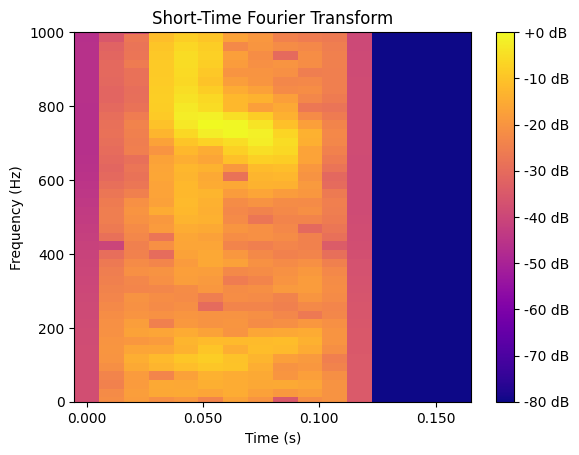 Short-Time Fourier Transform
Frequency (Hz)
1000
800
600
400
200
0
0.000
0.050
0.100
0.150
Time (s)
+0 dB
-10 dB
-20 dB
-30 dB
-40 dB
-50 dB
-60 dB
-70 dB
-80 dB